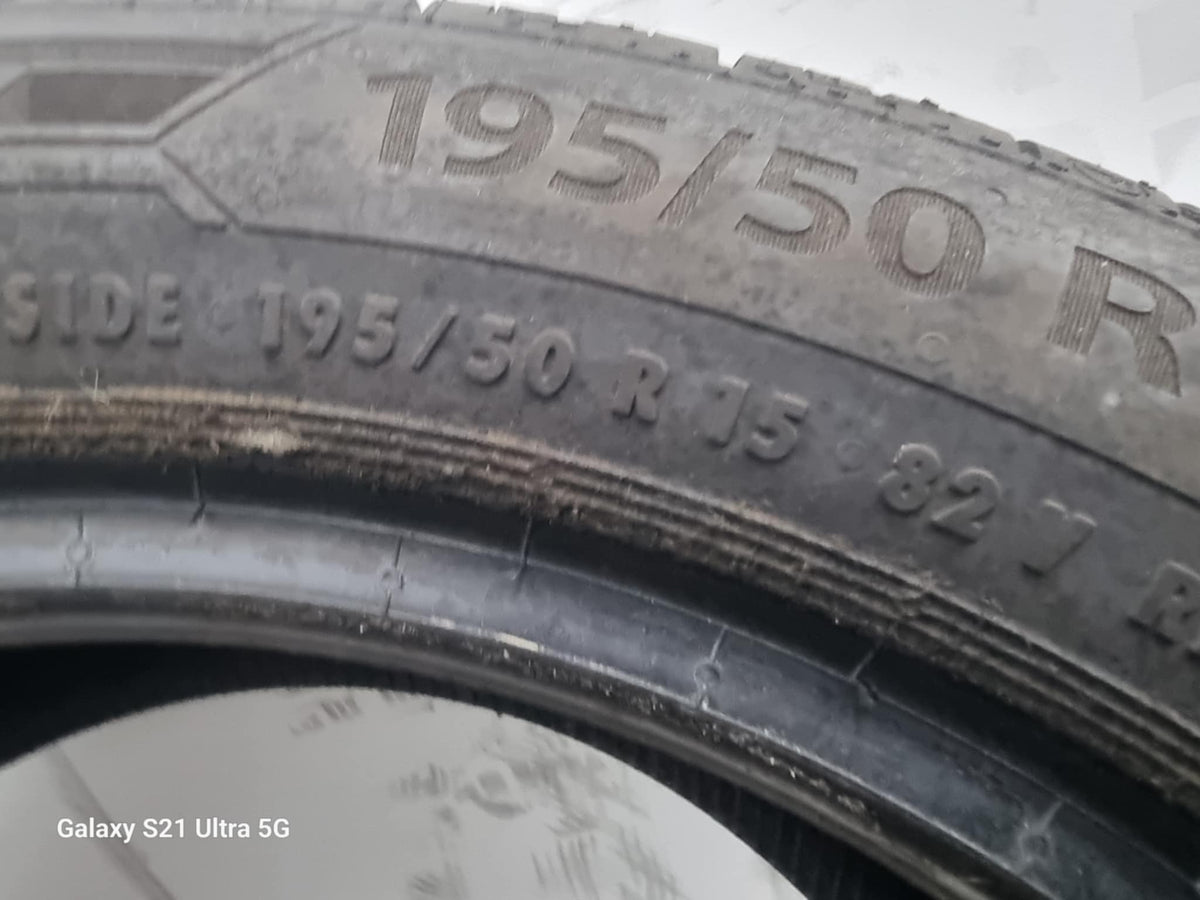 195/50 R
SIDE 195/50 R 15 82 V
Galaxy S21 Ultra 5G